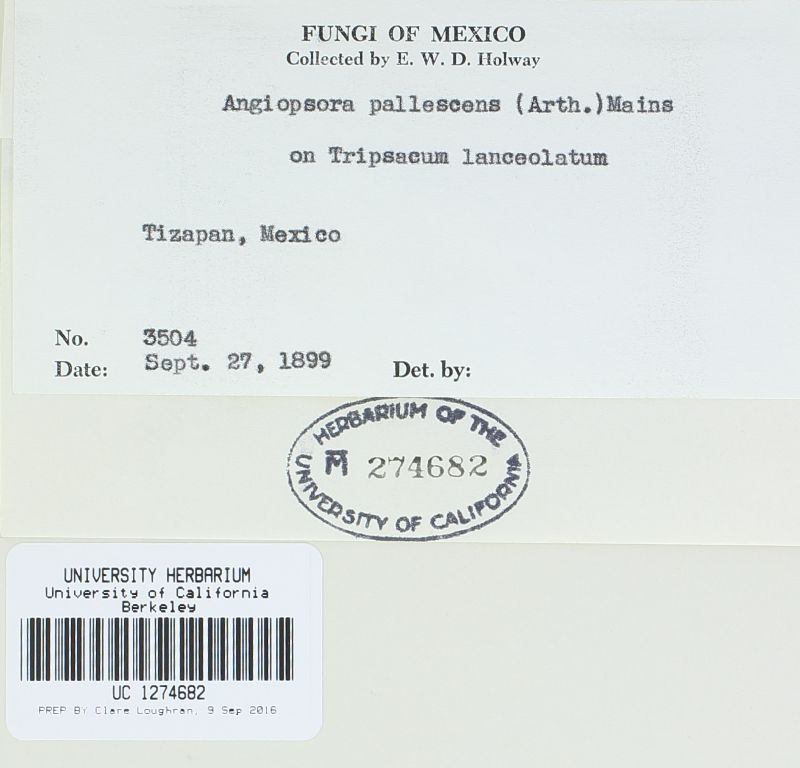 FUNGI OF MEXICO
Collected by E. W. D. Holway
Angiopsora pallescens (Arth.)Mains
on Tripsacum lanceolatum
Tizapan, Mexico
No. 3504
Date: Sept. 27, 1899 Det. by:
HERBARIUM OF THE
M 274682
UNIVERSITY OF CALIFORNIA
UNIVERSITY HERBARIUM
University of California
Berkeley
UC 1274682
PREP BY Clare Loughran, 9 Sep 2016